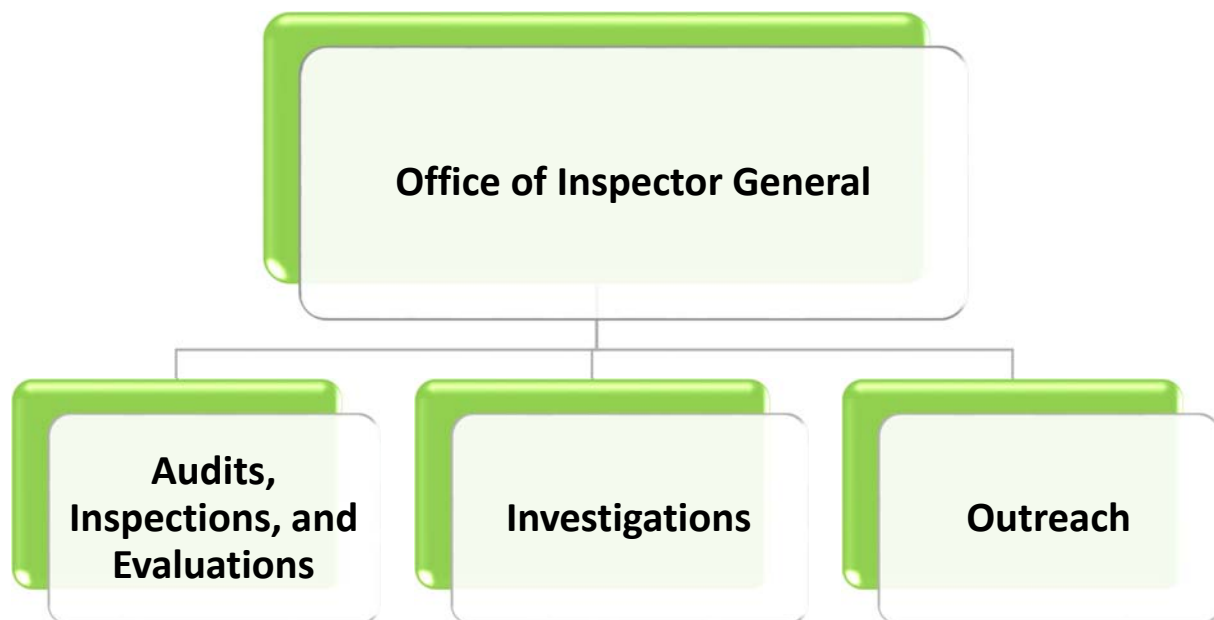 Office of Inspector General
Audits,
Inspections, and
Evaluations
Investigations
Outreach